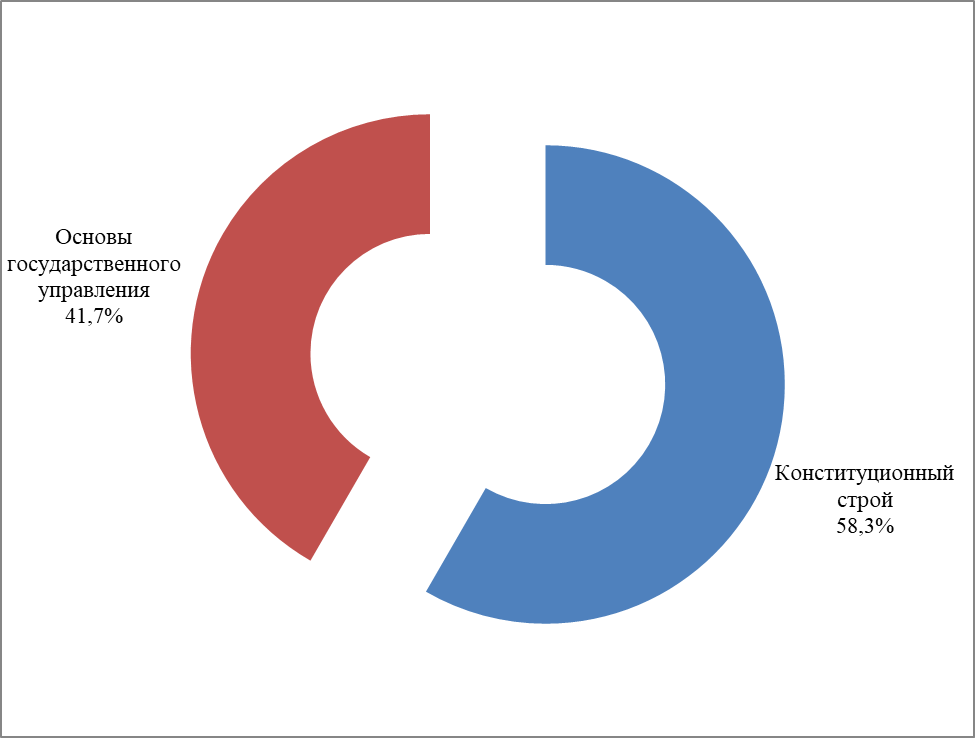 Основы
государственного
управления
41,7%
Конституционный
строй
58,3%